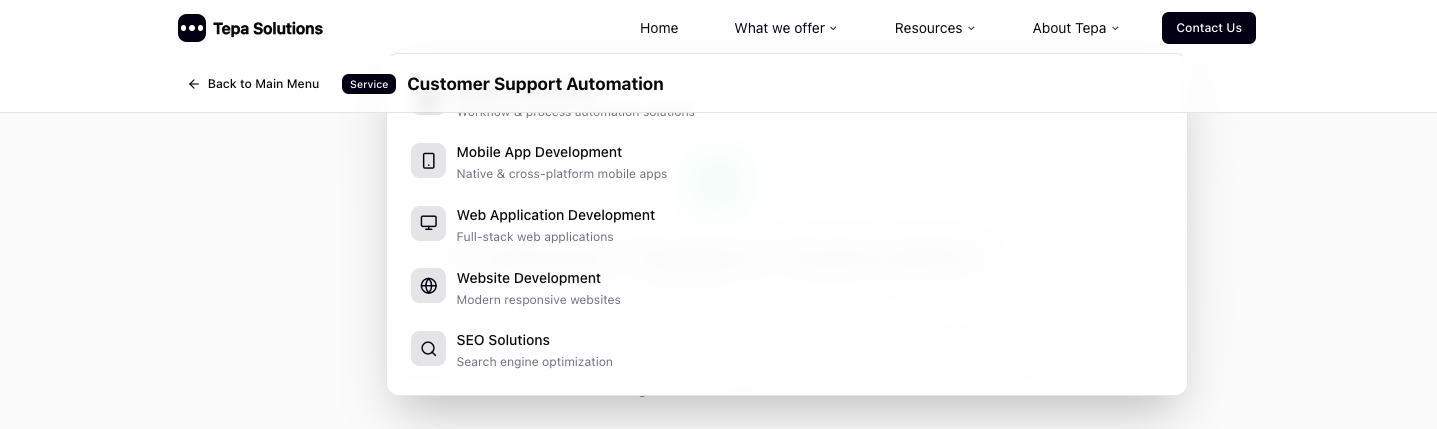 Tepa Solutions
Home
What we offer
Resources
About Tepa
Contact Us
Back to Main Menu
Service
Customer Support Automation
Workflow & process automation solutions
Mobile App Development
Native & cross-platform mobile apps
Web Application Development
Full-stack web applications
Website Development
Modern responsive websites
SEO Solutions
Search engine optimization